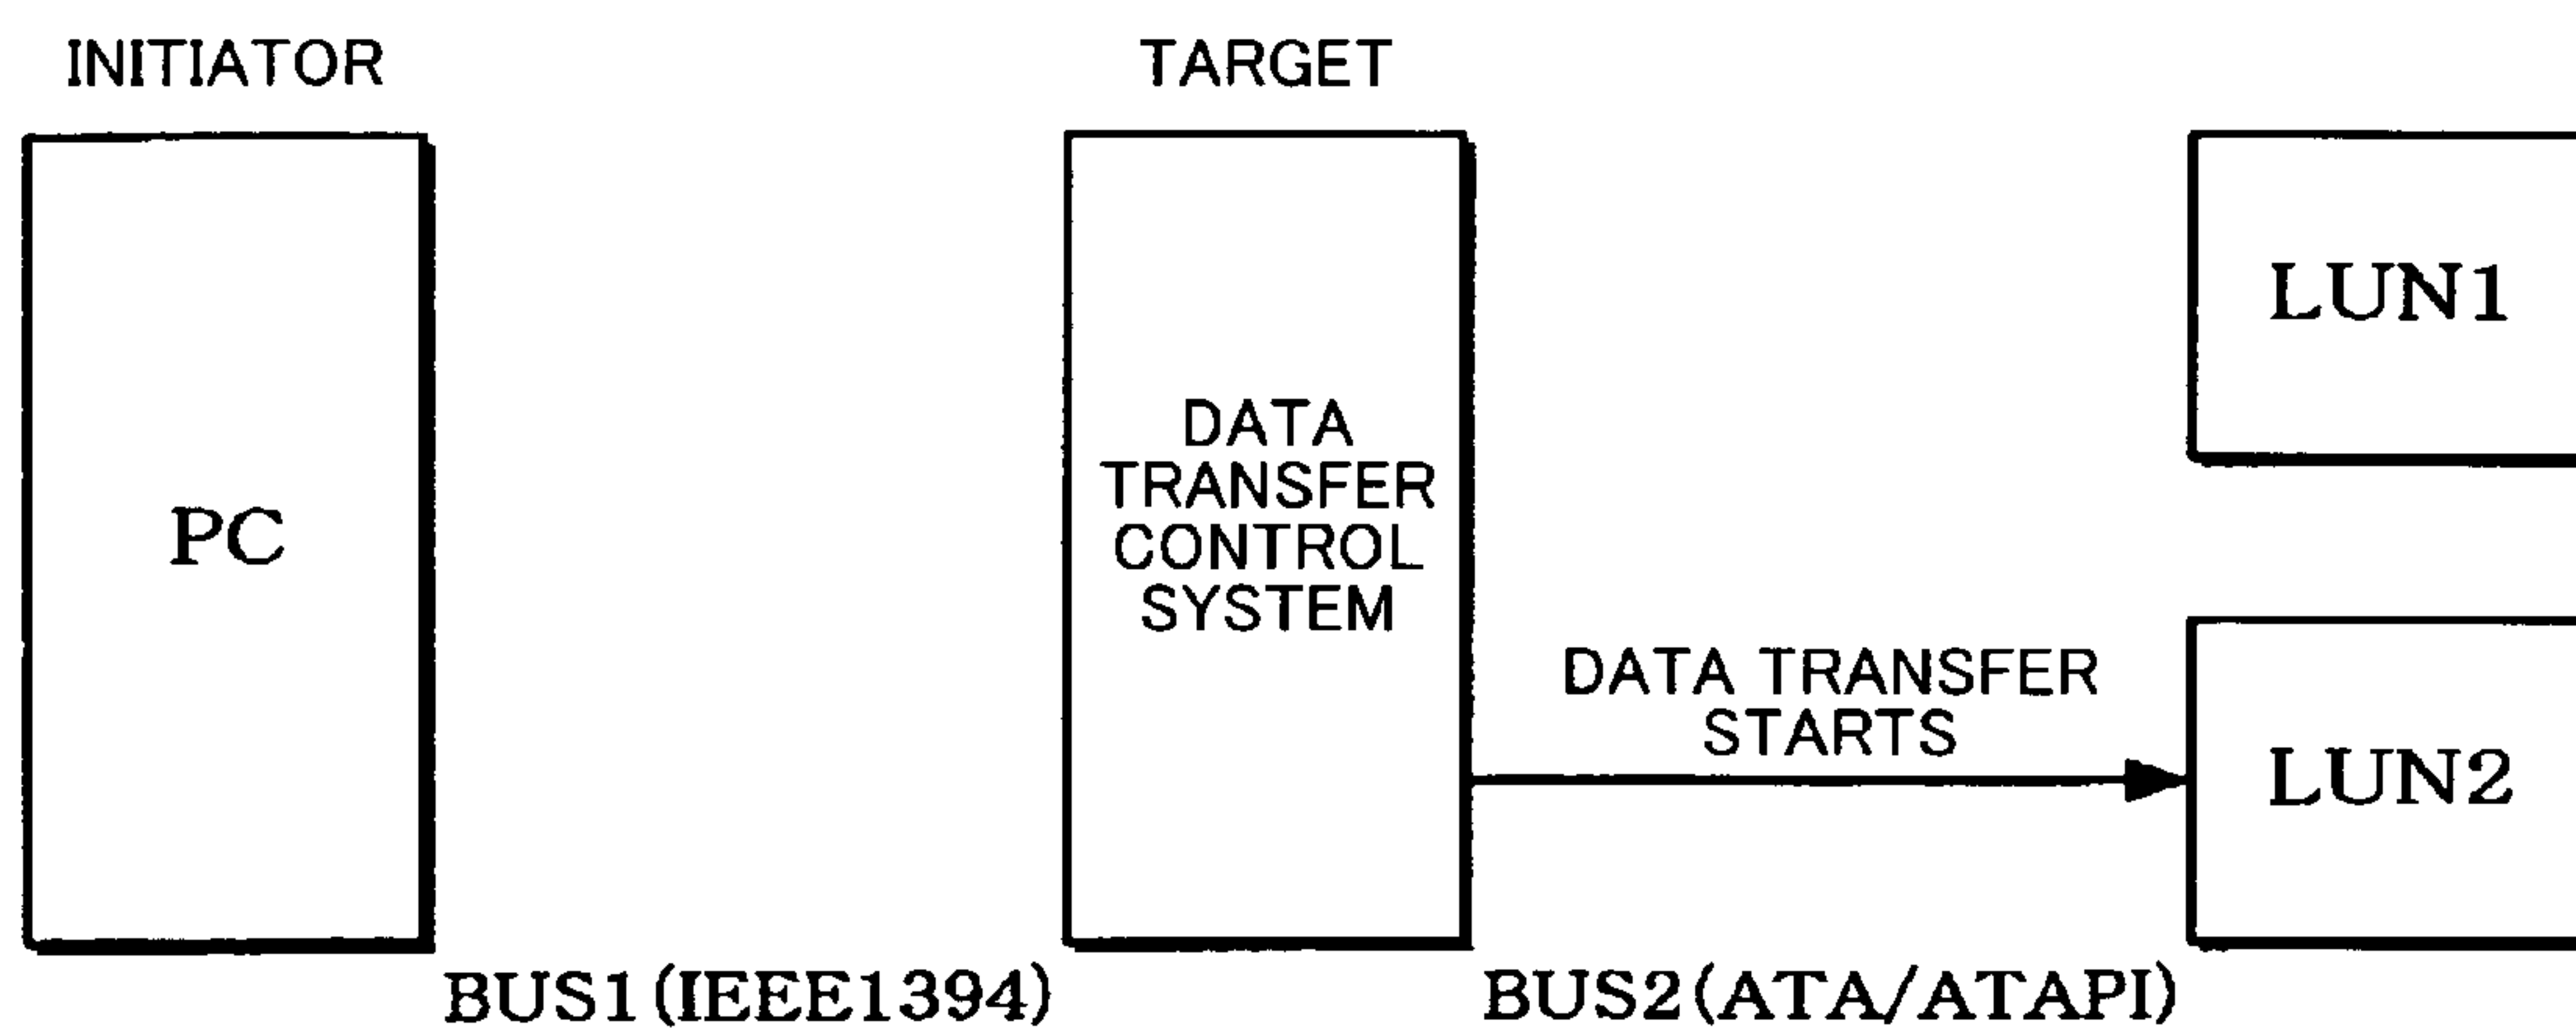 INITIATOR
TARGET
PC
DATA
TRANSFER
CONTROL
SYSTEM
LUN1
DATA TRANSFER
STARTS
LUN2
BUS1(IEEE1394)
BUS2(ATA/ATAPI)